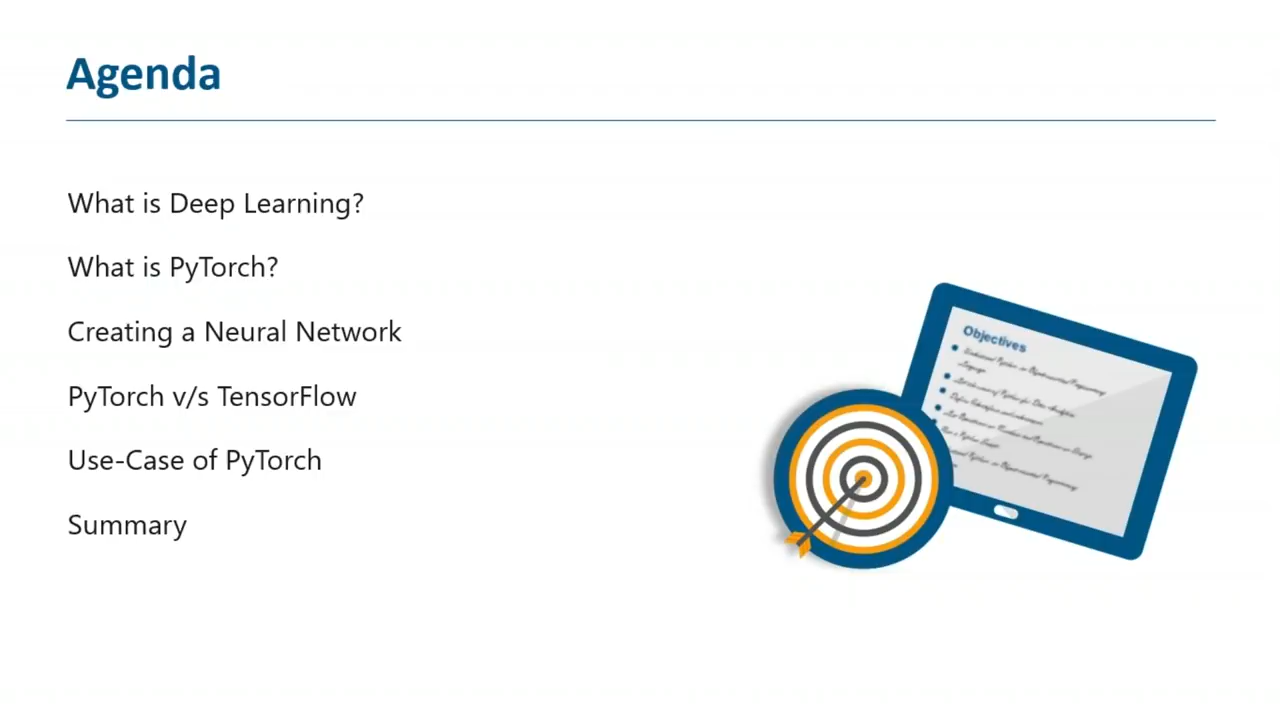 Agenda
What is Deep Learning?
What is PyTorch?
Creating a Neural Network
PyTorch v/s TensorFlow
Use-Case of PyTorch
Summary
Objectives